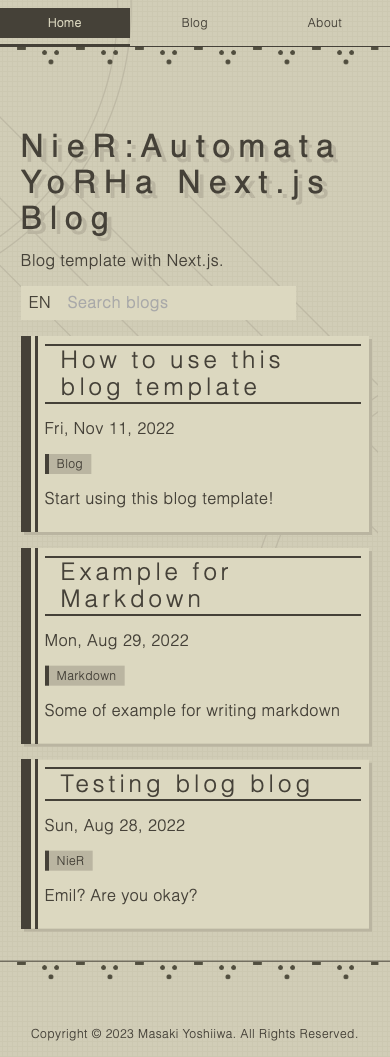 Home Blog About
NieR:Automata
YoRHa Next.js
Blog
Blog template with Next.js.
EN Search blogs
How to use this
blog template
Fri, Nov 11, 2022
Blog
Start using this blog template!
Example for
Markdown
Mon, Aug 29, 2022
Markdown
Some of example for writing markdown
Testing blog blog
Sun, Aug 28, 2022
NieR
Emil? Are you okay?
Copyright © 2023 Masaki Yoshiiwa. All Rights Reserved.